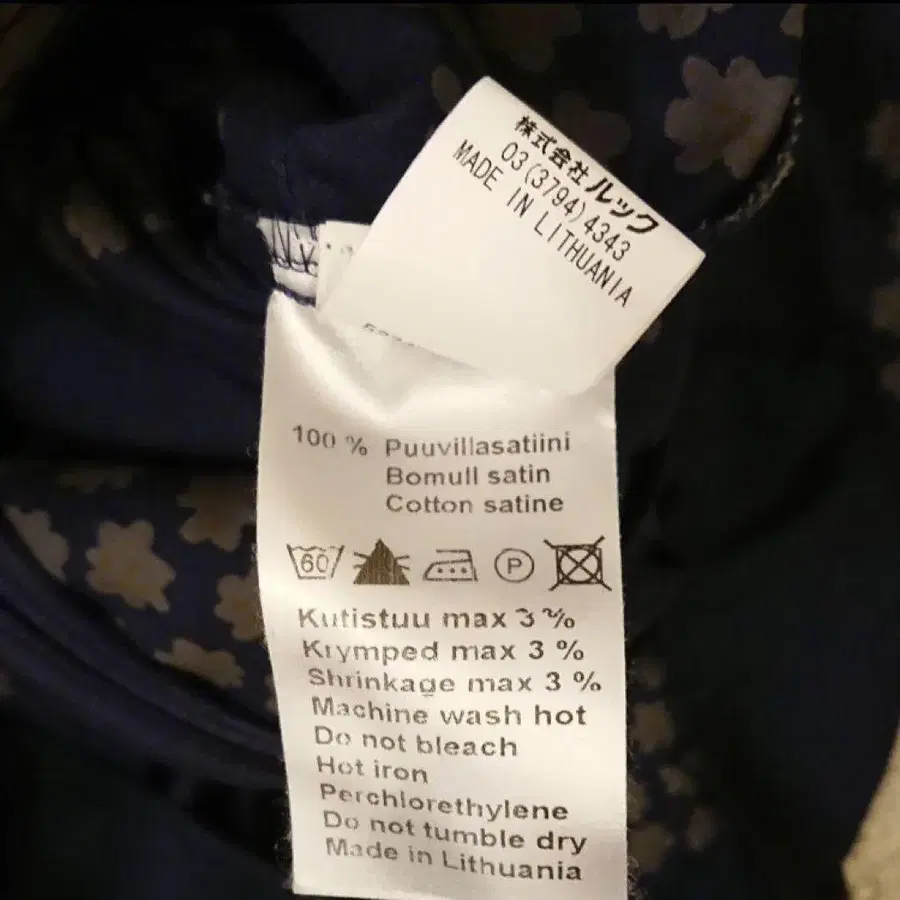 株式会社ルック
03(3794)4343
MADE IN LITHUANIA
100 % Puuvillasatiini
Bomull satin
Cotton satine
60 P
Kutistuu max 3 %
Krymped max 3 %
Shrinkage max 3 %
Machine wash hot
Do not bleach
Hot iron
Perchlorethylene
Do not tumble dry
Made in Lithuania